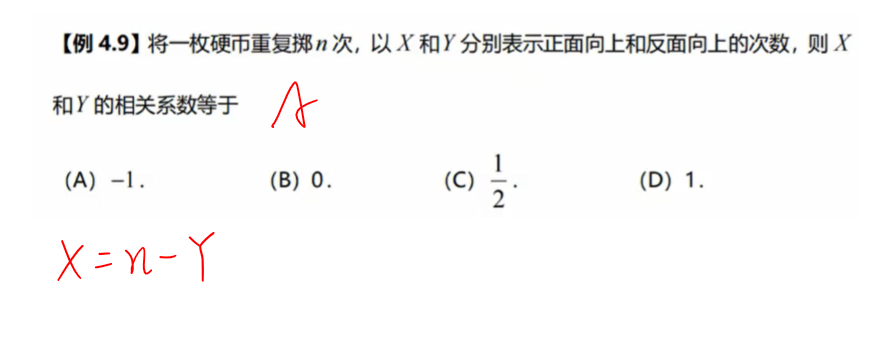 【例 4.9】将一枚硬币重复掷 n 次，以 X 和 Y 分别表示正面向上和反面向上的次数，则 X
和 Y 的相关系数等于 A
(A) −1. (B) 0. (C) 1/2. (D) 1.
X=n-Y